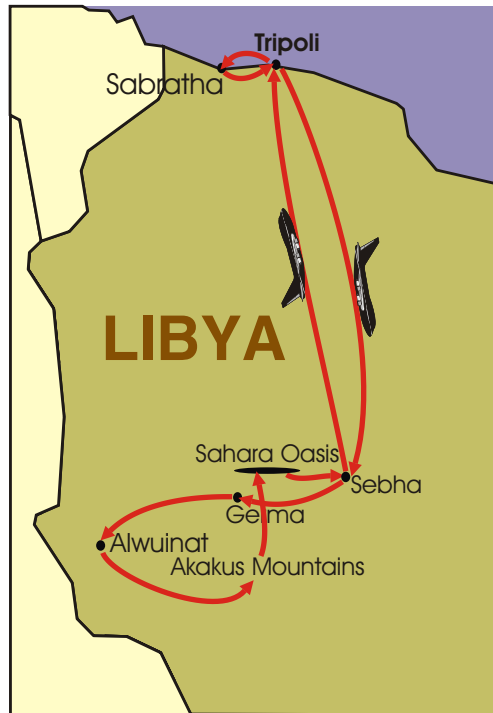 Tripoli
Sabratha
LIBYA
Sahara Oasis
Sebha
Germa
Alwuinat
Akakus Mountains